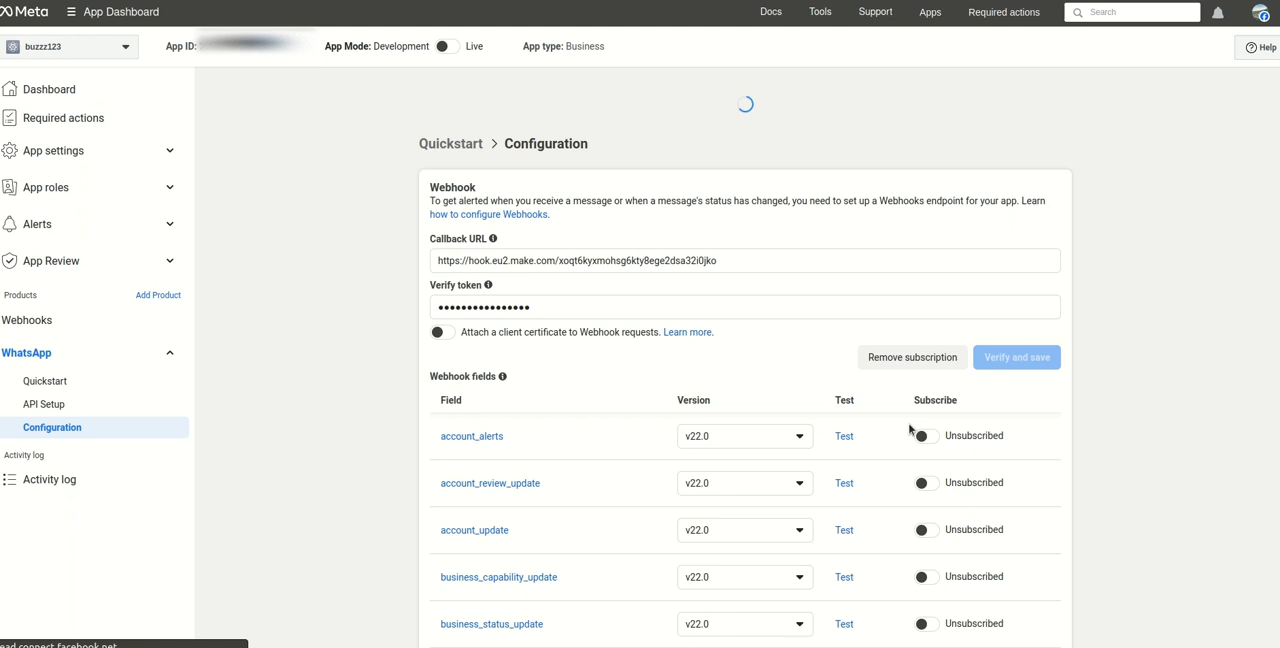 Meta
App Dashboard
Docs
Tools
Support
Apps
Required actions
Search
buzzz123
App ID:
App Mode: Development
Live
App type: Business
Help
Dashboard
Required actions
App settings
App roles
Alerts
App Review
Products
Add Product
Webhooks
WhatsApp
Quickstart
API Setup
Configuration
Activity log
Activity log
Quickstart > Configuration
Webhook
To get alerted when you receive a message or when a message's status has changed, you need to set up a Webhooks endpoint for your app. Learn
how to configure Webhooks.
Callback URL
https://hook.eu2.make.com/xoqt6kyxmohsg6kty8ege2dsa32i0jko
Verify token
••••••••••••••••
Attach a client certificate to Webhook requests. Learn more.
Remove subscription
Verify and save
Webhook fields
Field
Version
Test
Subscribe
account_alerts
v22.0
Test
Unsubscribed
account_review_update
v22.0
Test
Unsubscribed
account_update
v22.0
Test
Unsubscribed
business_capability_update
v22.0
Test
Unsubscribed
business_status_update
v22.0
Test
Unsubscribed
connect.facebook.net